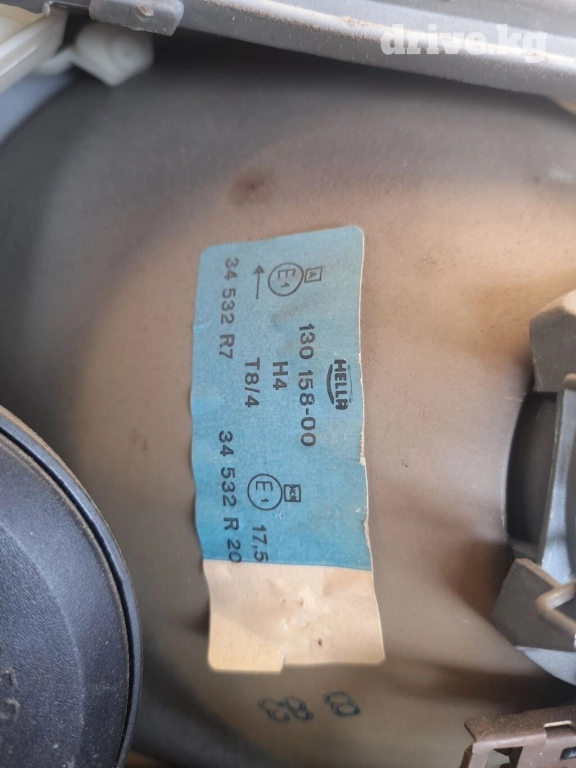 drive.kg
HELLA
130 158-00
H4
A
E1
T8/4
E1
17,5
34 532 R7
34 532 R 20